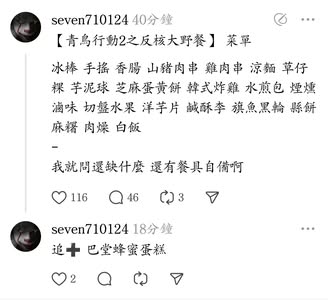 seven710124 40分鐘
【青鳥行動2之反核大野餐】 菜單
冰棒 手搖 香腸 山豬肉串 雞肉串 涼麵 草仔
粿 芋泥球 芝麻蛋黃餅 韓式炸雞 水煎包 煙燻
滷味 切盤水果 洋芋片 鹹酥李 旗魚黑輪 縣餅
麻糬 肉燥 白飯
–
我就問還缺什麼 還有餐具自備啊
116 46 3
seven710124 18分鐘
追➕ 巴堂蜂蜜蛋糕
2